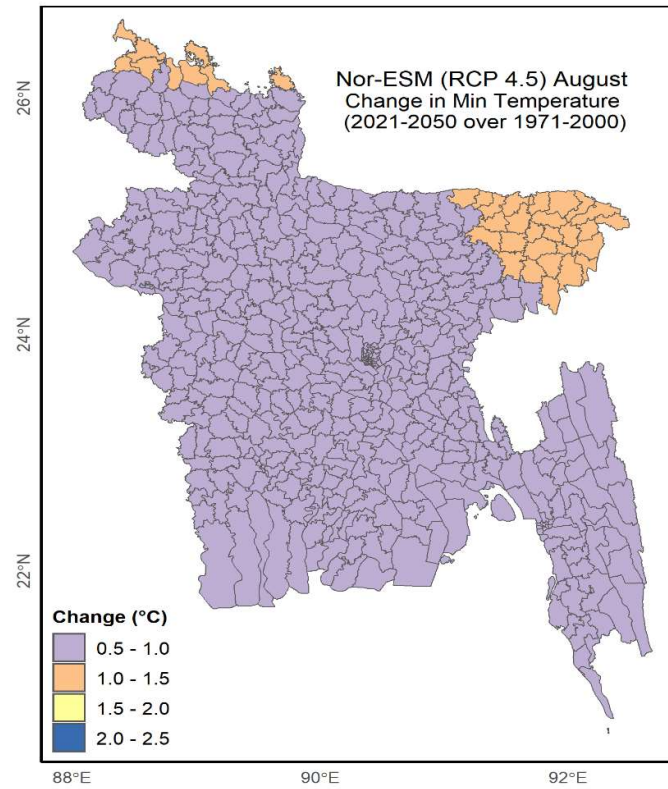 Nor-ESM (RCP 4.5) August
Change in Min Temperature
(2021-2050 over 1971-2000)
26°N
24°N
22°N
Change (°C)
0.5 - 1.0
1.0 - 1.5
1.5 - 2.0
2.0 - 2.5
88°E
90°E
92°E